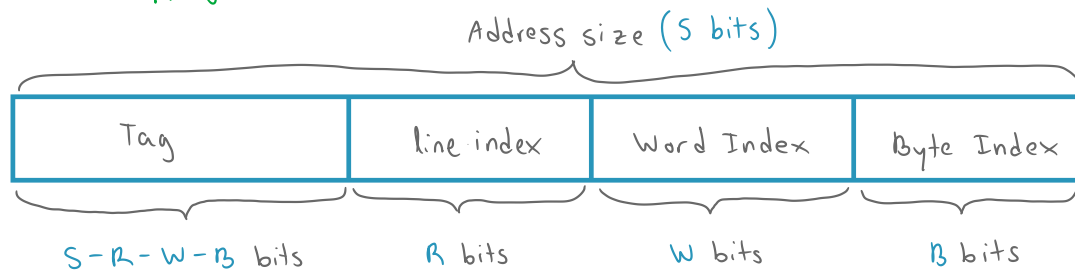 Address size (S bits)
Tag line index Word Index Byte Index
S-R-W-B bits R bits W bits B bits